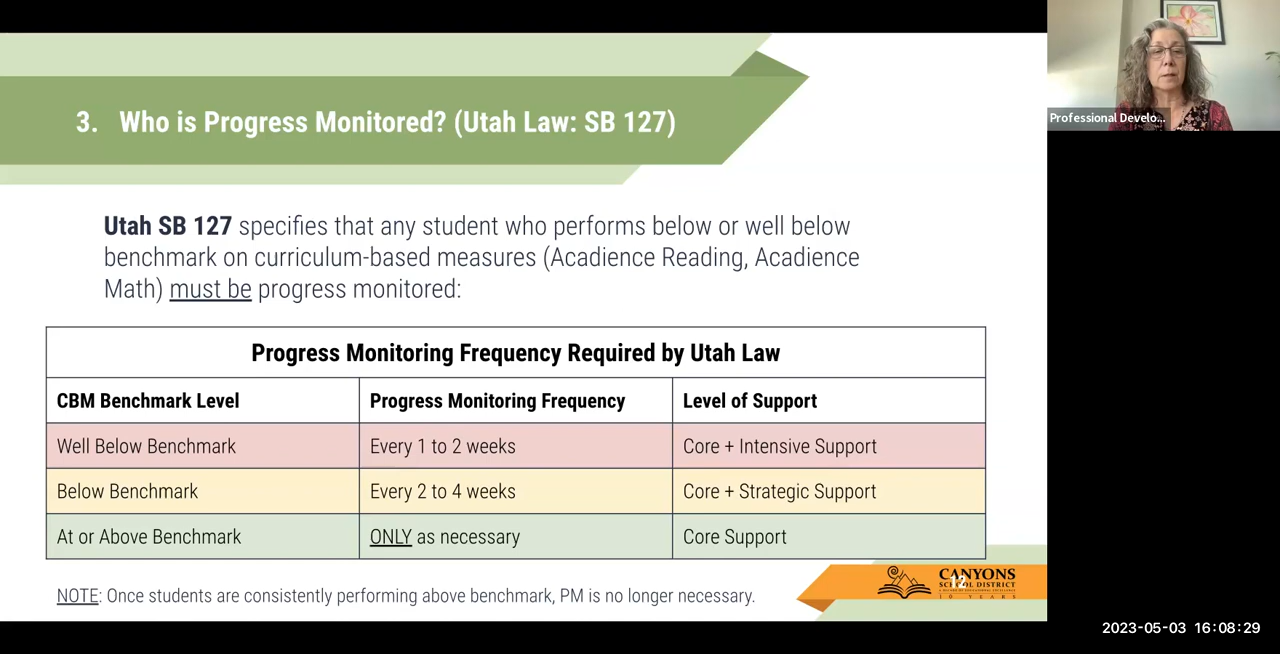 3. Who is Progress Monitored? (Utah Law: SB 127)
Utah SB 127 specifies that any student who performs below or well below
benchmark on curriculum-based measures (Acadience Reading, Acadience
Math) must be progress monitored:
Progress Monitoring Frequency Required by Utah Law
CBM Benchmark Level Progress Monitoring Frequency Level of Support
Well Below Benchmark Every 1 to 2 weeks Core + Intensive Support
Below Benchmark Every 2 to 4 weeks Core + Strategic Support
At or Above Benchmark ONLY as necessary Core Support
NOTE: Once students are consistently performing above benchmark, PM is no longer necessary.
CANYONS
SCHOOL DISTRICT
10 YEARS
12
Professional Develo...
2023-05-03 16:08:29